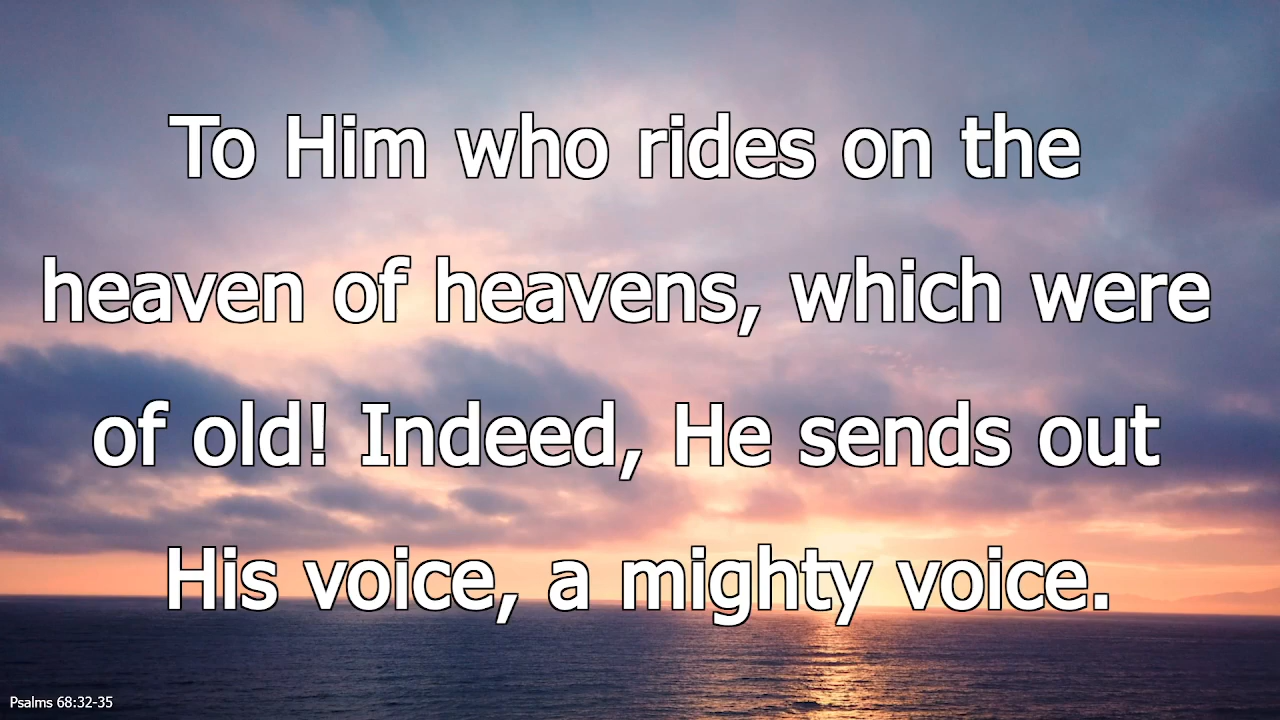 To Him who rides on the
heaven of heavens, which were
of old! Indeed, He sends out
His voice, a mighty voice.
Psalms 68:32-35